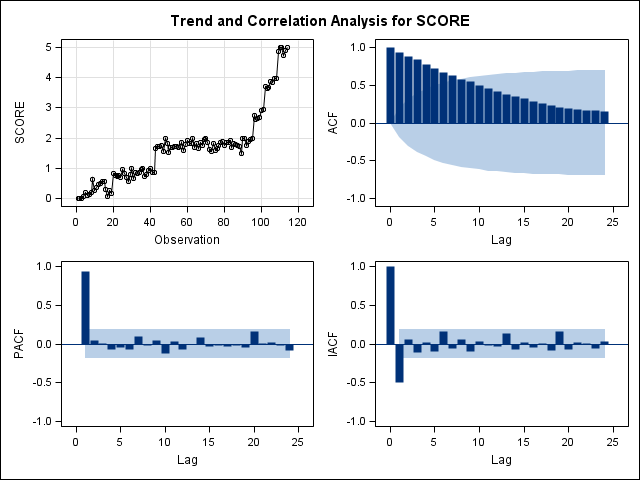 Trend and Correlation Analysis for SCORE
SCORE
5
4
3
2
1
0
0 20 40 60 80 100 120
Observation
ACF
1.0
0.5
0.0
-0.5
-1.0
0 5 10 15 20 25
Lag
PACF
1.0
0.5
0.0
-0.5
-1.0
0 5 10 15 20 25
Lag
IACF
1.0
0.5
0.0
-0.5
-1.0
0 5 10 15 20 25
Lag